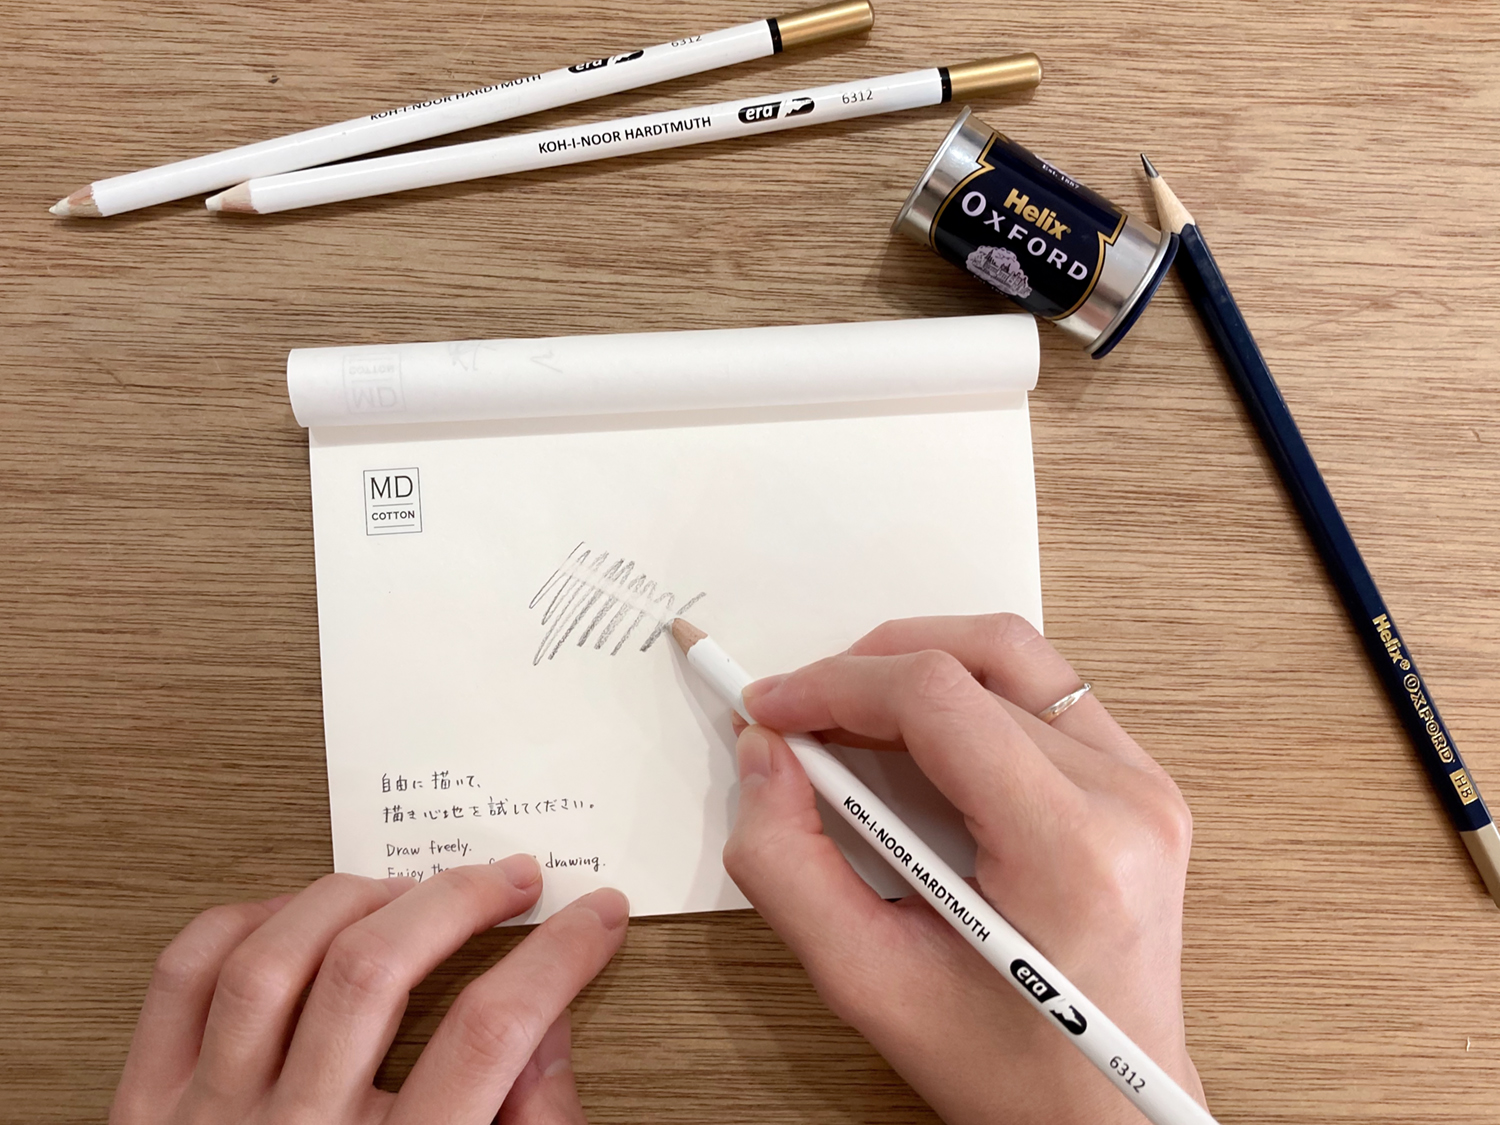 KOH-I-NOOR HARDTMUTH era 6312
KOH-I-NOOR HARDTMUTH era 6312
Est. 1887
Helix®
OXFORD
MD
COTTON
MD
COTTON
自由に描いて、
描き心地を試してください。
Draw freely.
Enjoy drawing.
KOH-I-NOOR HARDTMUTH era 6312
Helix® OXFORD HB